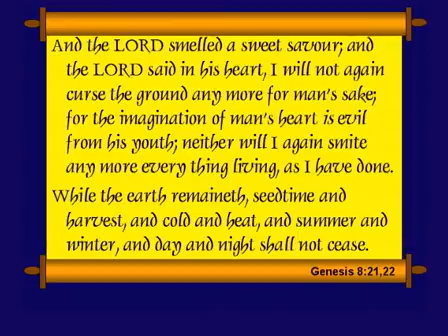 And the LORD smelled a sweet savour; and
the LORD said in his heart, I will not again
curse the ground any more for man's sake;
for the imagination of man's heart is evil
from his youth; neither will I again smite
any more every thing living, as I have done.
While the earth remaineth, seedtime and
harvest, and cold and heat, and summer and
winter, and day and night shall not cease.
Genesis 8:21,22